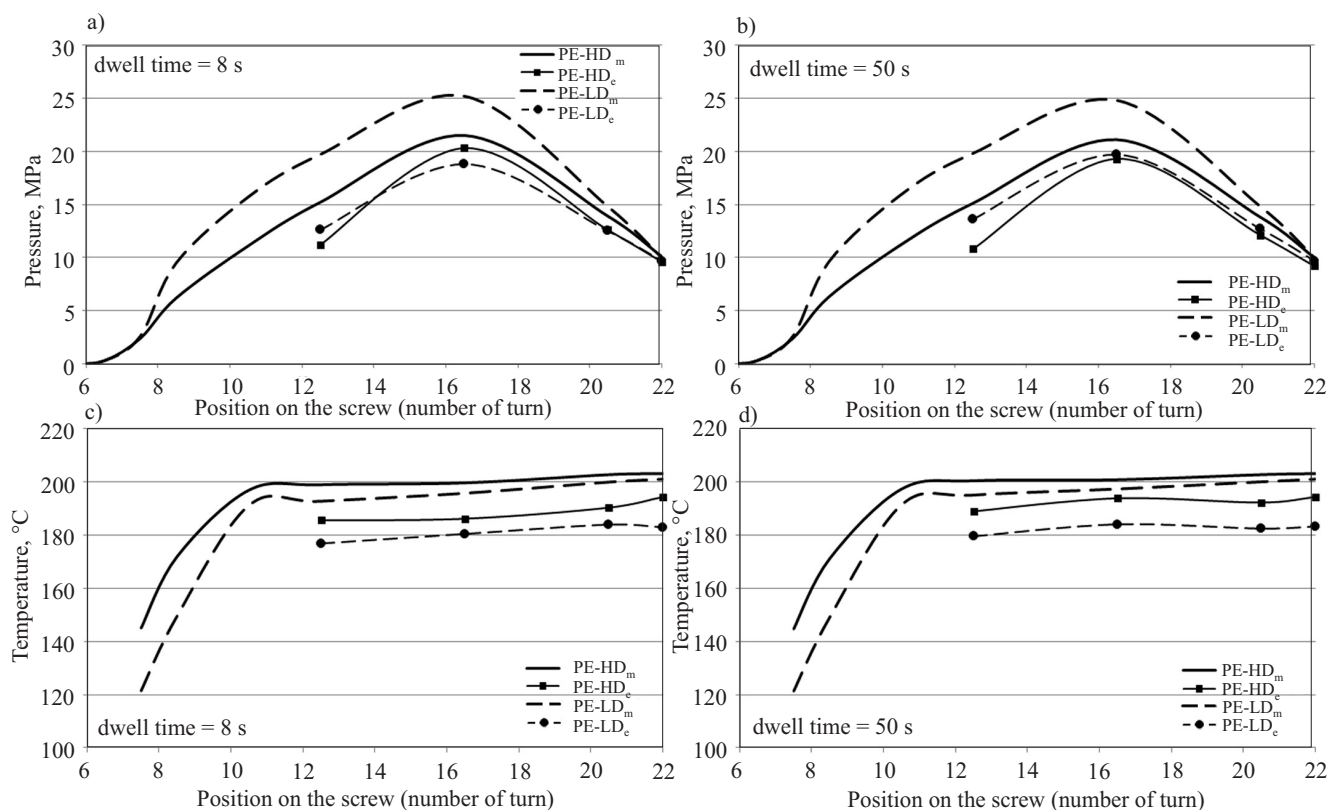 a)
30
25
20
15
10
5
0
Pressure, MPa
dwell time = 8 s
PE-HDm
PE-HDe
PE-LDm
PE-LDe
6 8 10 12 14 16 18 20 22
Position on the screw (number of turn)
b)
30
25
20
15
10
5
0
Pressure, MPa
dwell time = 50 s
PE-HDm
PE-HDe
PE-LDm
PE-LDe
6 8 10 12 14 16 18 20 22
Position on the screw (number of turn)
c)
220
200
180
160
140
120
100
Temperature, °C
PE-HDm
PE-HDe
PE-LDm
PE-LDe
dwell time = 8 s
6 8 10 12 14 16 18 20 22
Position on the screw (number of turn)
d)
220
200
180
160
140
120
100
Temperature, °C
PE-HDm
PE-HDe
PE-LDm
PE-LDe
dwell time = 50 s
6 8 10 12 14 16 18 20 22
Position on the screw (number of turn)